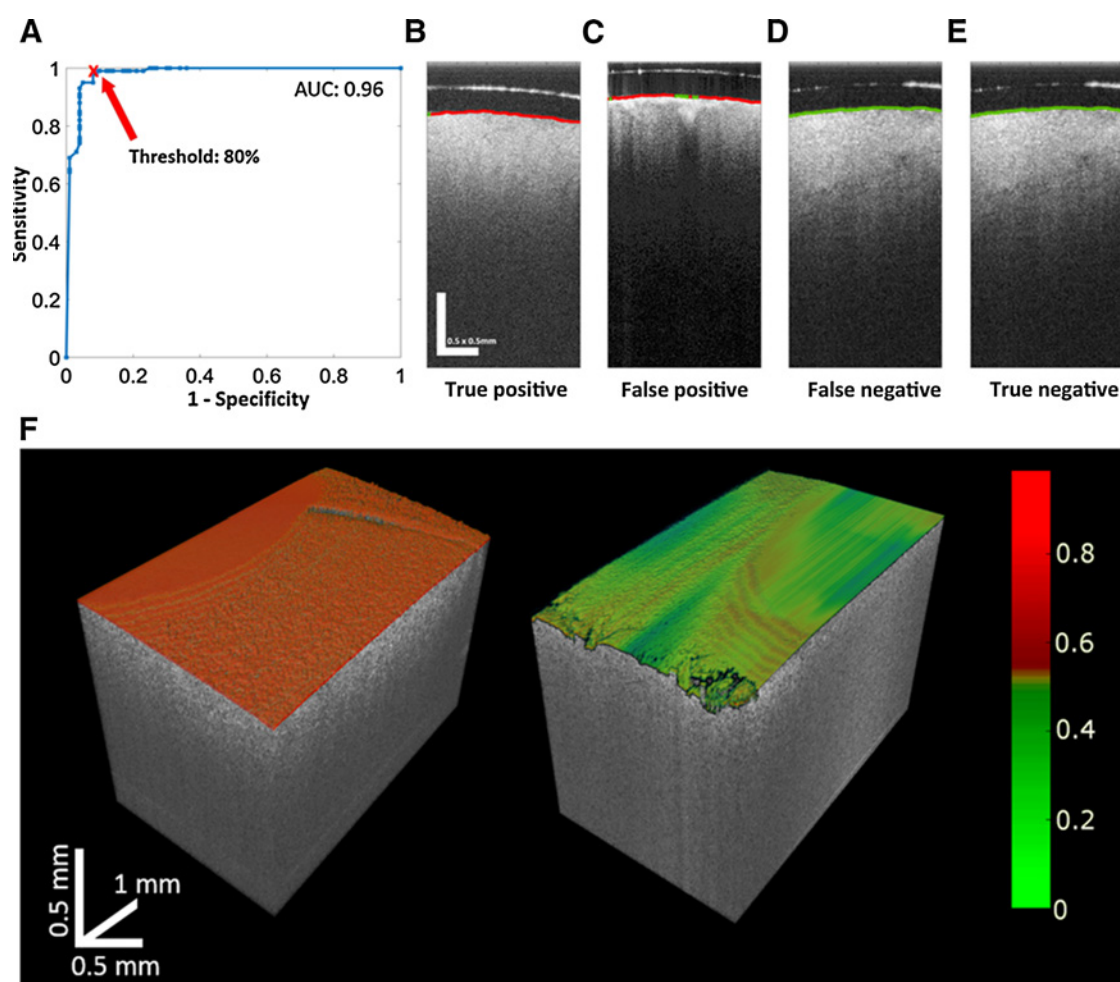 A
B
C
D
E
1
0.8
0.6
0.4
0.2
0
Sensitivity
AUC: 0.96
Threshold: 80%
0 0.2 0.4 0.6 0.8 1
1 - Specificity
0.5 x 0.5mm
True positive
False positive
False negative
True negative
F
0.5 mm
1 mm
0.5 mm
0.8
0.6
0.4
0.2
0